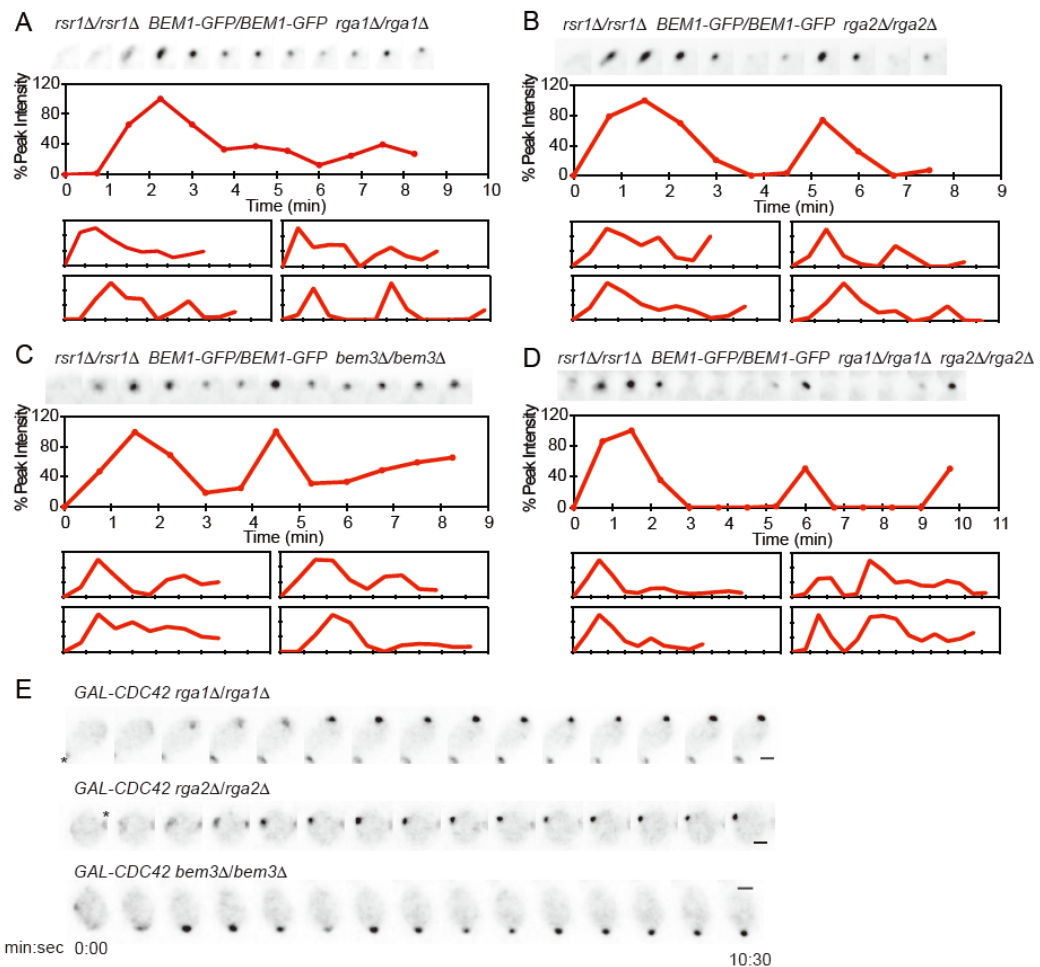 A rsr1Δ/rsr1Δ BEM1-GFP/BEM1-GFP rga1Δ/rga1Δ
120
80
40
0
% Peak Intensity
0 1 2 3 4 5 6 7 8 9 10
Time (min)
B rsr1Δ/rsr1Δ BEM1-GFP/BEM1-GFP rga2Δ/rga2Δ
120
80
40
0
% Peak Intensity
0 1 2 3 4 5 6 7 8 9
Time (min)
C rsr1Δ/rsr1Δ BEM1-GFP/BEM1-GFP bem3Δ/bem3Δ
120
80
40
0
% Peak Intensity
0 1 2 3 4 5 6 7 8 9
Time (min)
D rsr1Δ/rsr1Δ BEM1-GFP/BEM1-GFP rga1Δ/rga1Δ rga2Δ/rga2Δ
120
80
40
0
% Peak Intensity
0 1 2 3 4 5 6 7 8 9 10 11
Time (min)
E
GAL-CDC42 rga1Δ/rga1Δ
*
GAL-CDC42 rga2Δ/rga2Δ
*
GAL-CDC42 bem3Δ/bem3Δ
min:sec 0:00 10:30